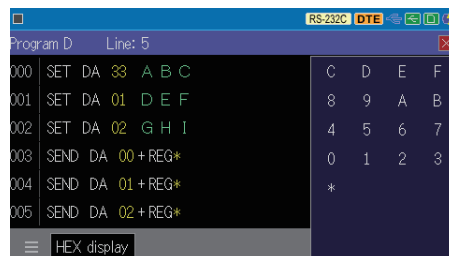 RS-232C DTE
Program D Line: 5
000 SET DA 33 A B C
001 SET DA 01 D E F
002 SET DA 02 G H I
003 SEND DA 00+REG*
004 SEND DA 01+REG*
005 SEND DA 02+REG*
HEX display
C D E F
8 9 A B
4 5 6 7
0 1 2 3
*